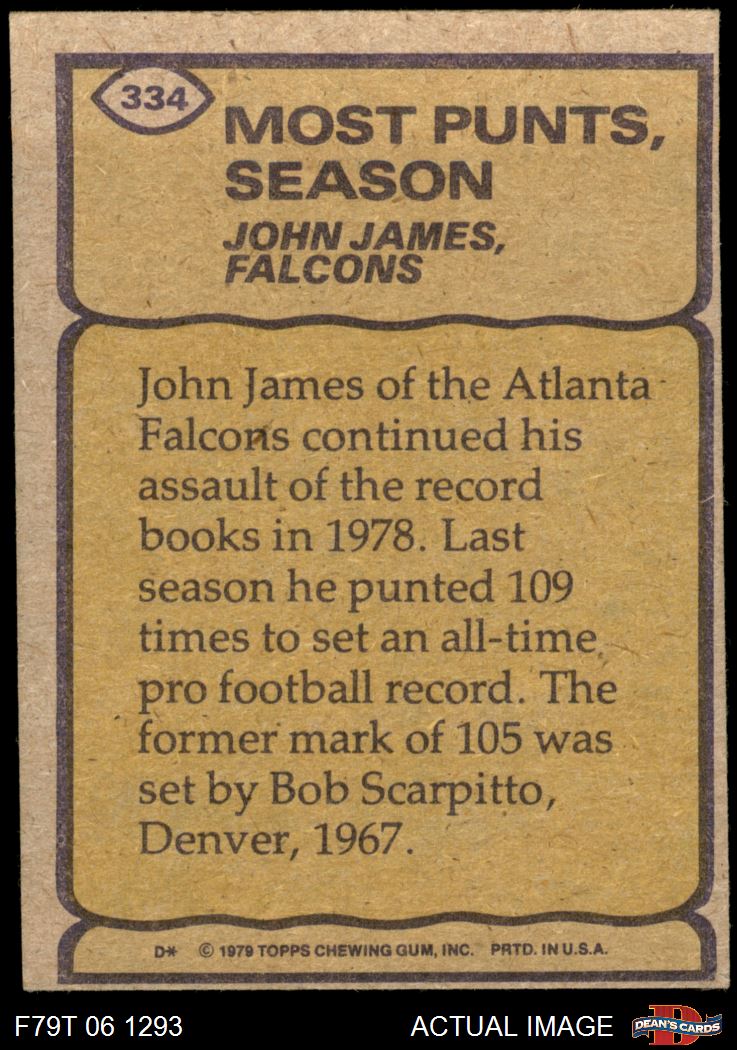 334
MOST PUNTS,
SEASON
JOHN JAMES,
FALCONS
John James of the Atlanta
Falcons continued his
assault of the record
books in 1978. Last
season he punted 109
times to set an all-time
pro football record. The
former mark of 105 was
set by Bob Scarpitto,
Denver, 1967.
D* © 1979 TOPPS CHEWING GUM, INC. PRTD. IN U.S.A.
F79T 06 1293 ACTUAL IMAGE DEAN'S CARDS